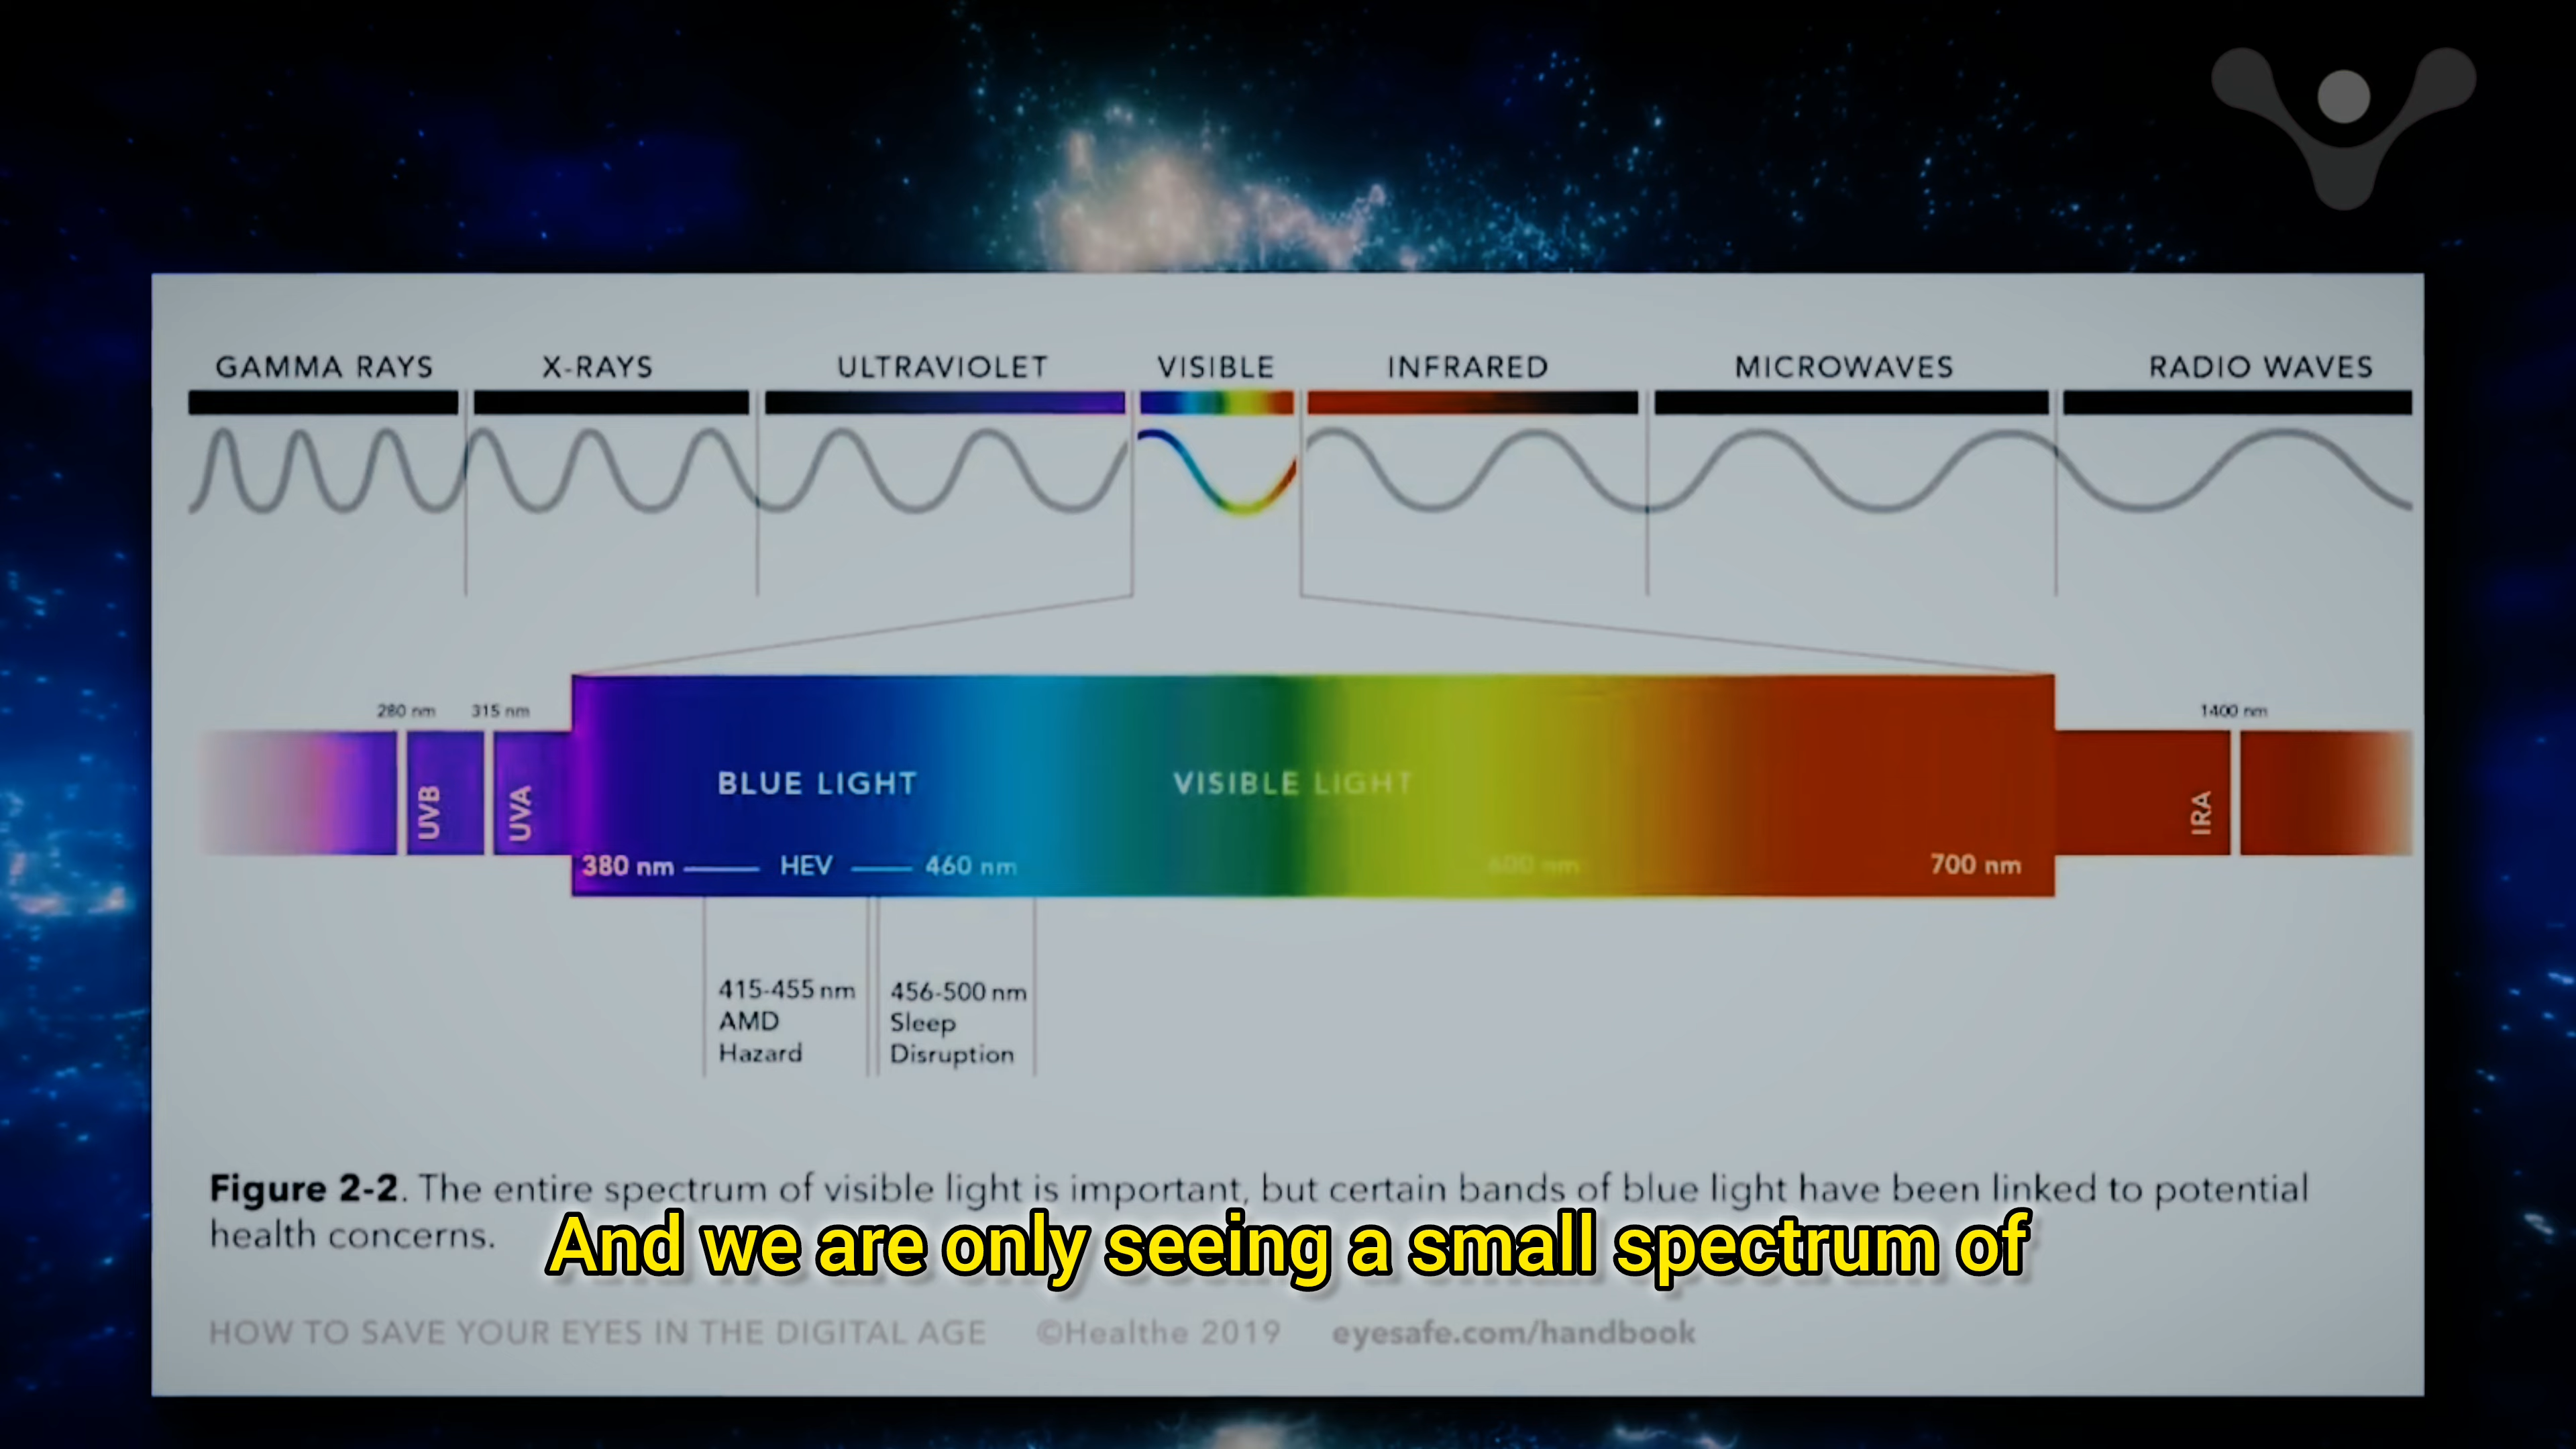 GAMMA RAYS X-RAYS ULTRAVIOLET VISIBLE INFRARED MICROWAVES RADIO WAVES
280 nm 315 nm 1400 nm
UVB UVA BLUE LIGHT VISIBLE LIGHT IRA
380 nm HEV 460 nm 600 nm 700 nm
415-455 nm
AMD
Hazard
456-500 nm
Sleep
Disruption
Figure 2-2. The entire spectrum of visible light is important, but certain bands of blue light have been linked to potential
health concerns.
And we are only seeing a small spectrum of
HOW TO SAVE YOUR EYES IN THE DIGITAL AGE ©Healthe 2019 eyesafe.com/handbook